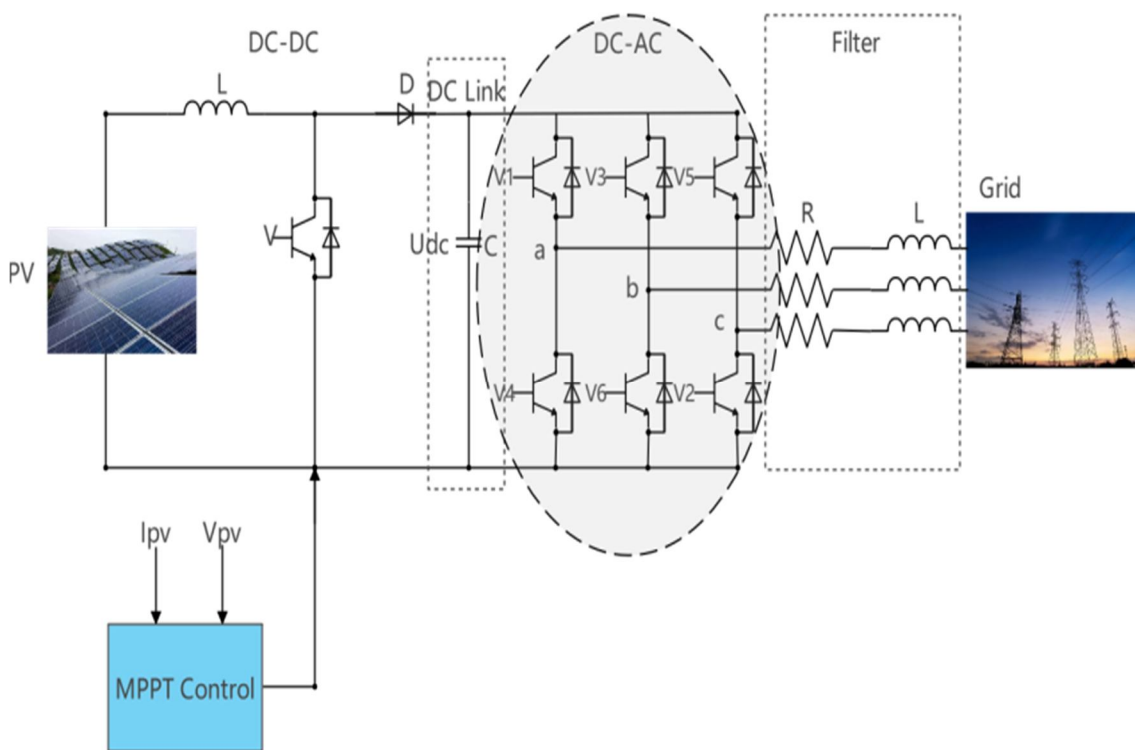 DC-DC
DC-AC
Filter
L
D
DC Link
V1
V3
V5
Grid
R
L
PV
V
Udc
C
a
b
c
V4
V6
V2
Ipv
Vpv
MPPT Control